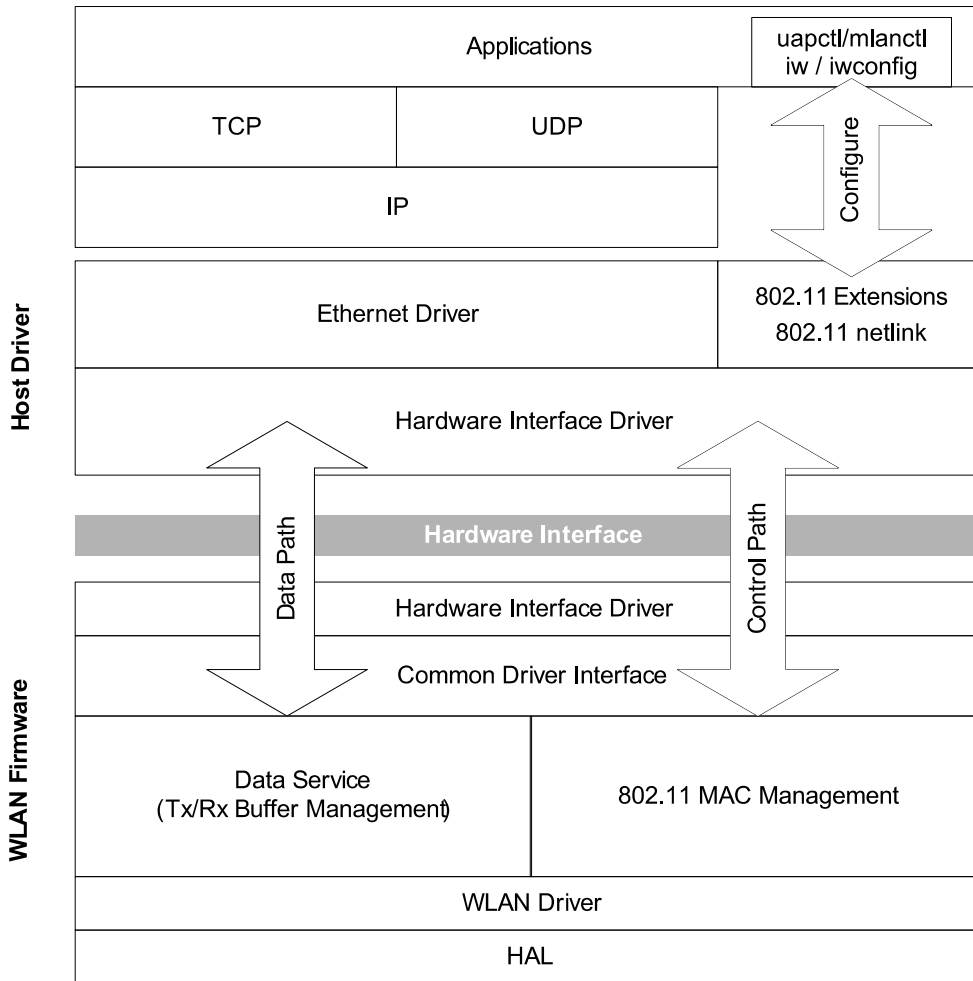 Applications
uapctl/mlanctl
iw / iwconfig
TCP
UDP
Configure
IP
Host Driver
Ethernet Driver
802.11 Extensions
802.11 netlink
Hardware Interface Driver
Data Path
Hardware Interface
Control Path
Hardware Interface Driver
WLAN Firmware
Common Driver Interface
Data Service
(Tx/Rx Buffer Management)
802.11 MAC Management
WLAN Driver
HAL